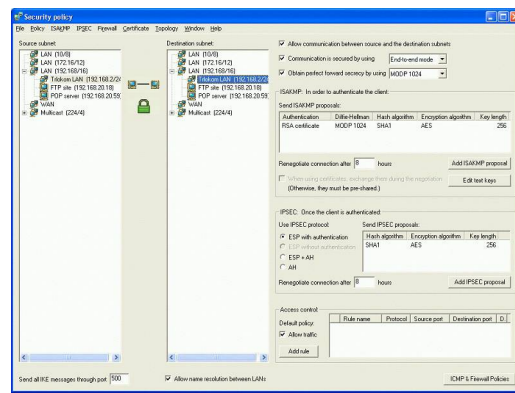 Security policy
File Policy ISAKMP IPSEC Firewall Certificate Topology Window Help
Source subnet:
LAN (10/8)
LAN (172.16/12)
LAN (192.168/16)
Trilokom LAN (192.168.2/24
FTP site (192.20.18)
POP server (192.168.20.59)
WAN
Multicast (224/4)
Destination subnet:
LAN (10/8)
LAN (172.16/12)
LAN (192.168/16)
Trilokom LAN (192.168.2/24
FTP site (192.20.18)
POP server (192.168.20.59)
WAN
Multicast (224/4)
Allow communication between source and the destination subnets
Communication is secured by using End-to-end mode
Obtain perfect forward secrecy by using MODP 1024
ISAKMP: In order to authenticate the client:
Send ISAKMP proposals:
Authentication Diffie-Hellman Hash algorithm Encryption algorithm Key length
RSA certificate MODP 1024 SHA1 AES 256
Renegotiate connection after 8 hours Add ISAKMP proposal
When using certificates, exchange them during the negotiation
(Otherwise, they must be pre-shared.)
Edit text keys
IPSEC: Once the client is authenticated:
Use IPSEC protocol:
ESP with authentication
ESP without authentication
ESP + AH
AH
Send IPSEC proposals:
Hash algorithm Encryption algorithm Key length
SHA1 AES 256
Renegotiate connection after 8 hours Add IPSEC proposal
Access control:
Default policy:
Allow traffic
Add rule
Rule name Protocol Source port Destination port D..
Send all IKE messages through port 500
Allow name resolution between LANs
ICMP & Firewall Policies